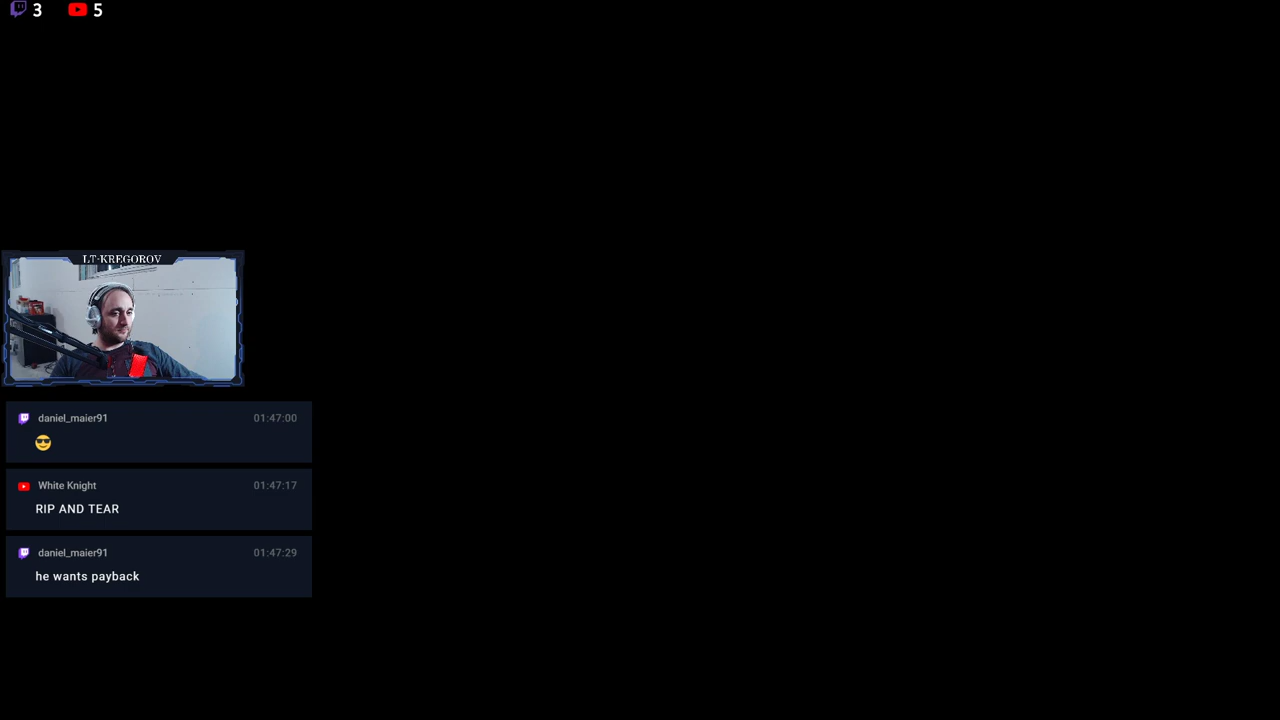 3 5
LT-KREGOROV
daniel_maier91 01:47:00
😎
White Knight 01:47:17
RIP AND TEAR
daniel_maier91 01:47:29
he wants payback